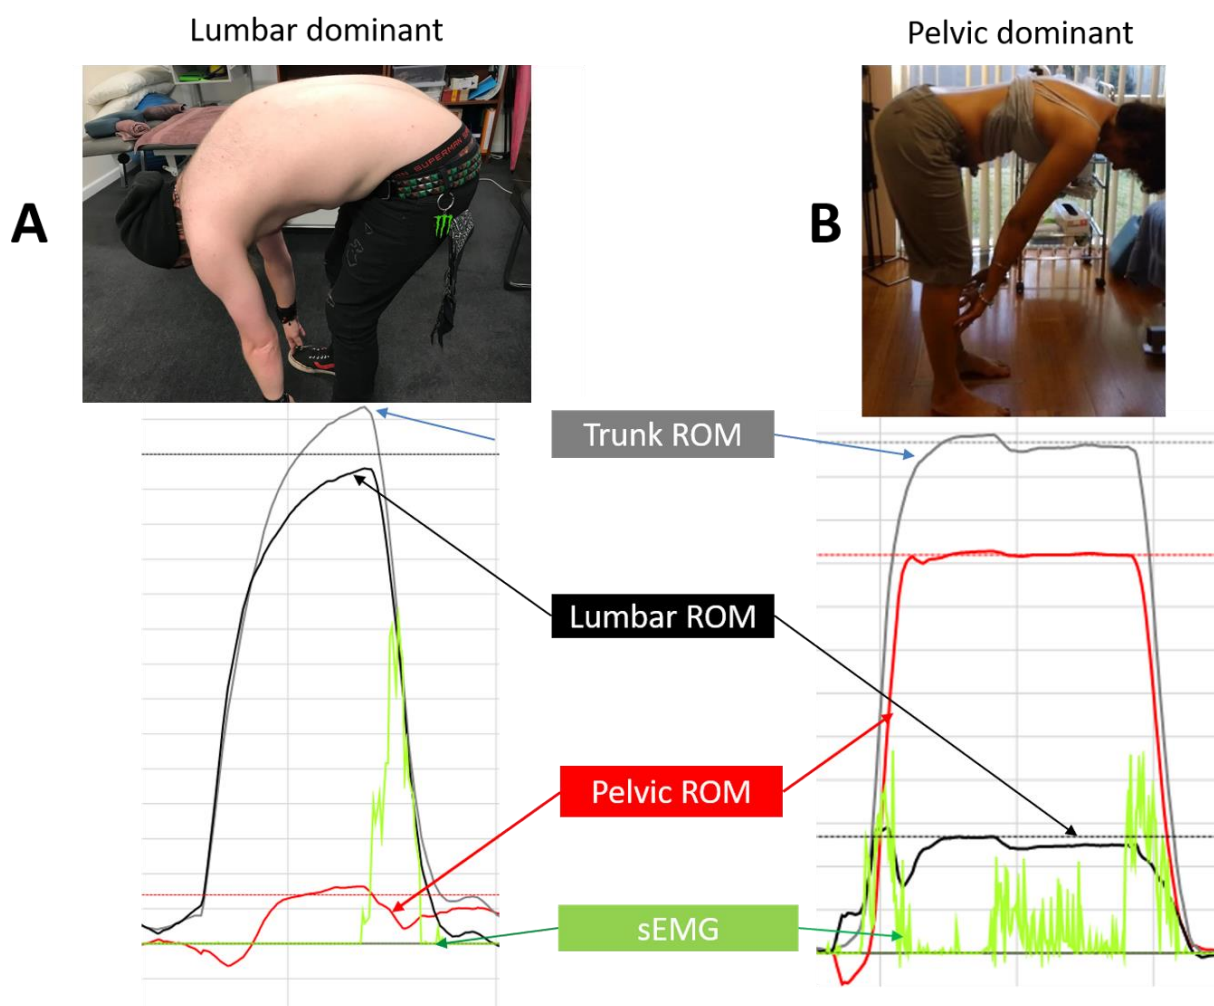 Lumbar dominant
Pelvic dominant
A
B
SUPERMAN
Trunk ROM
Lumbar ROM
Pelvic ROM
sEMG